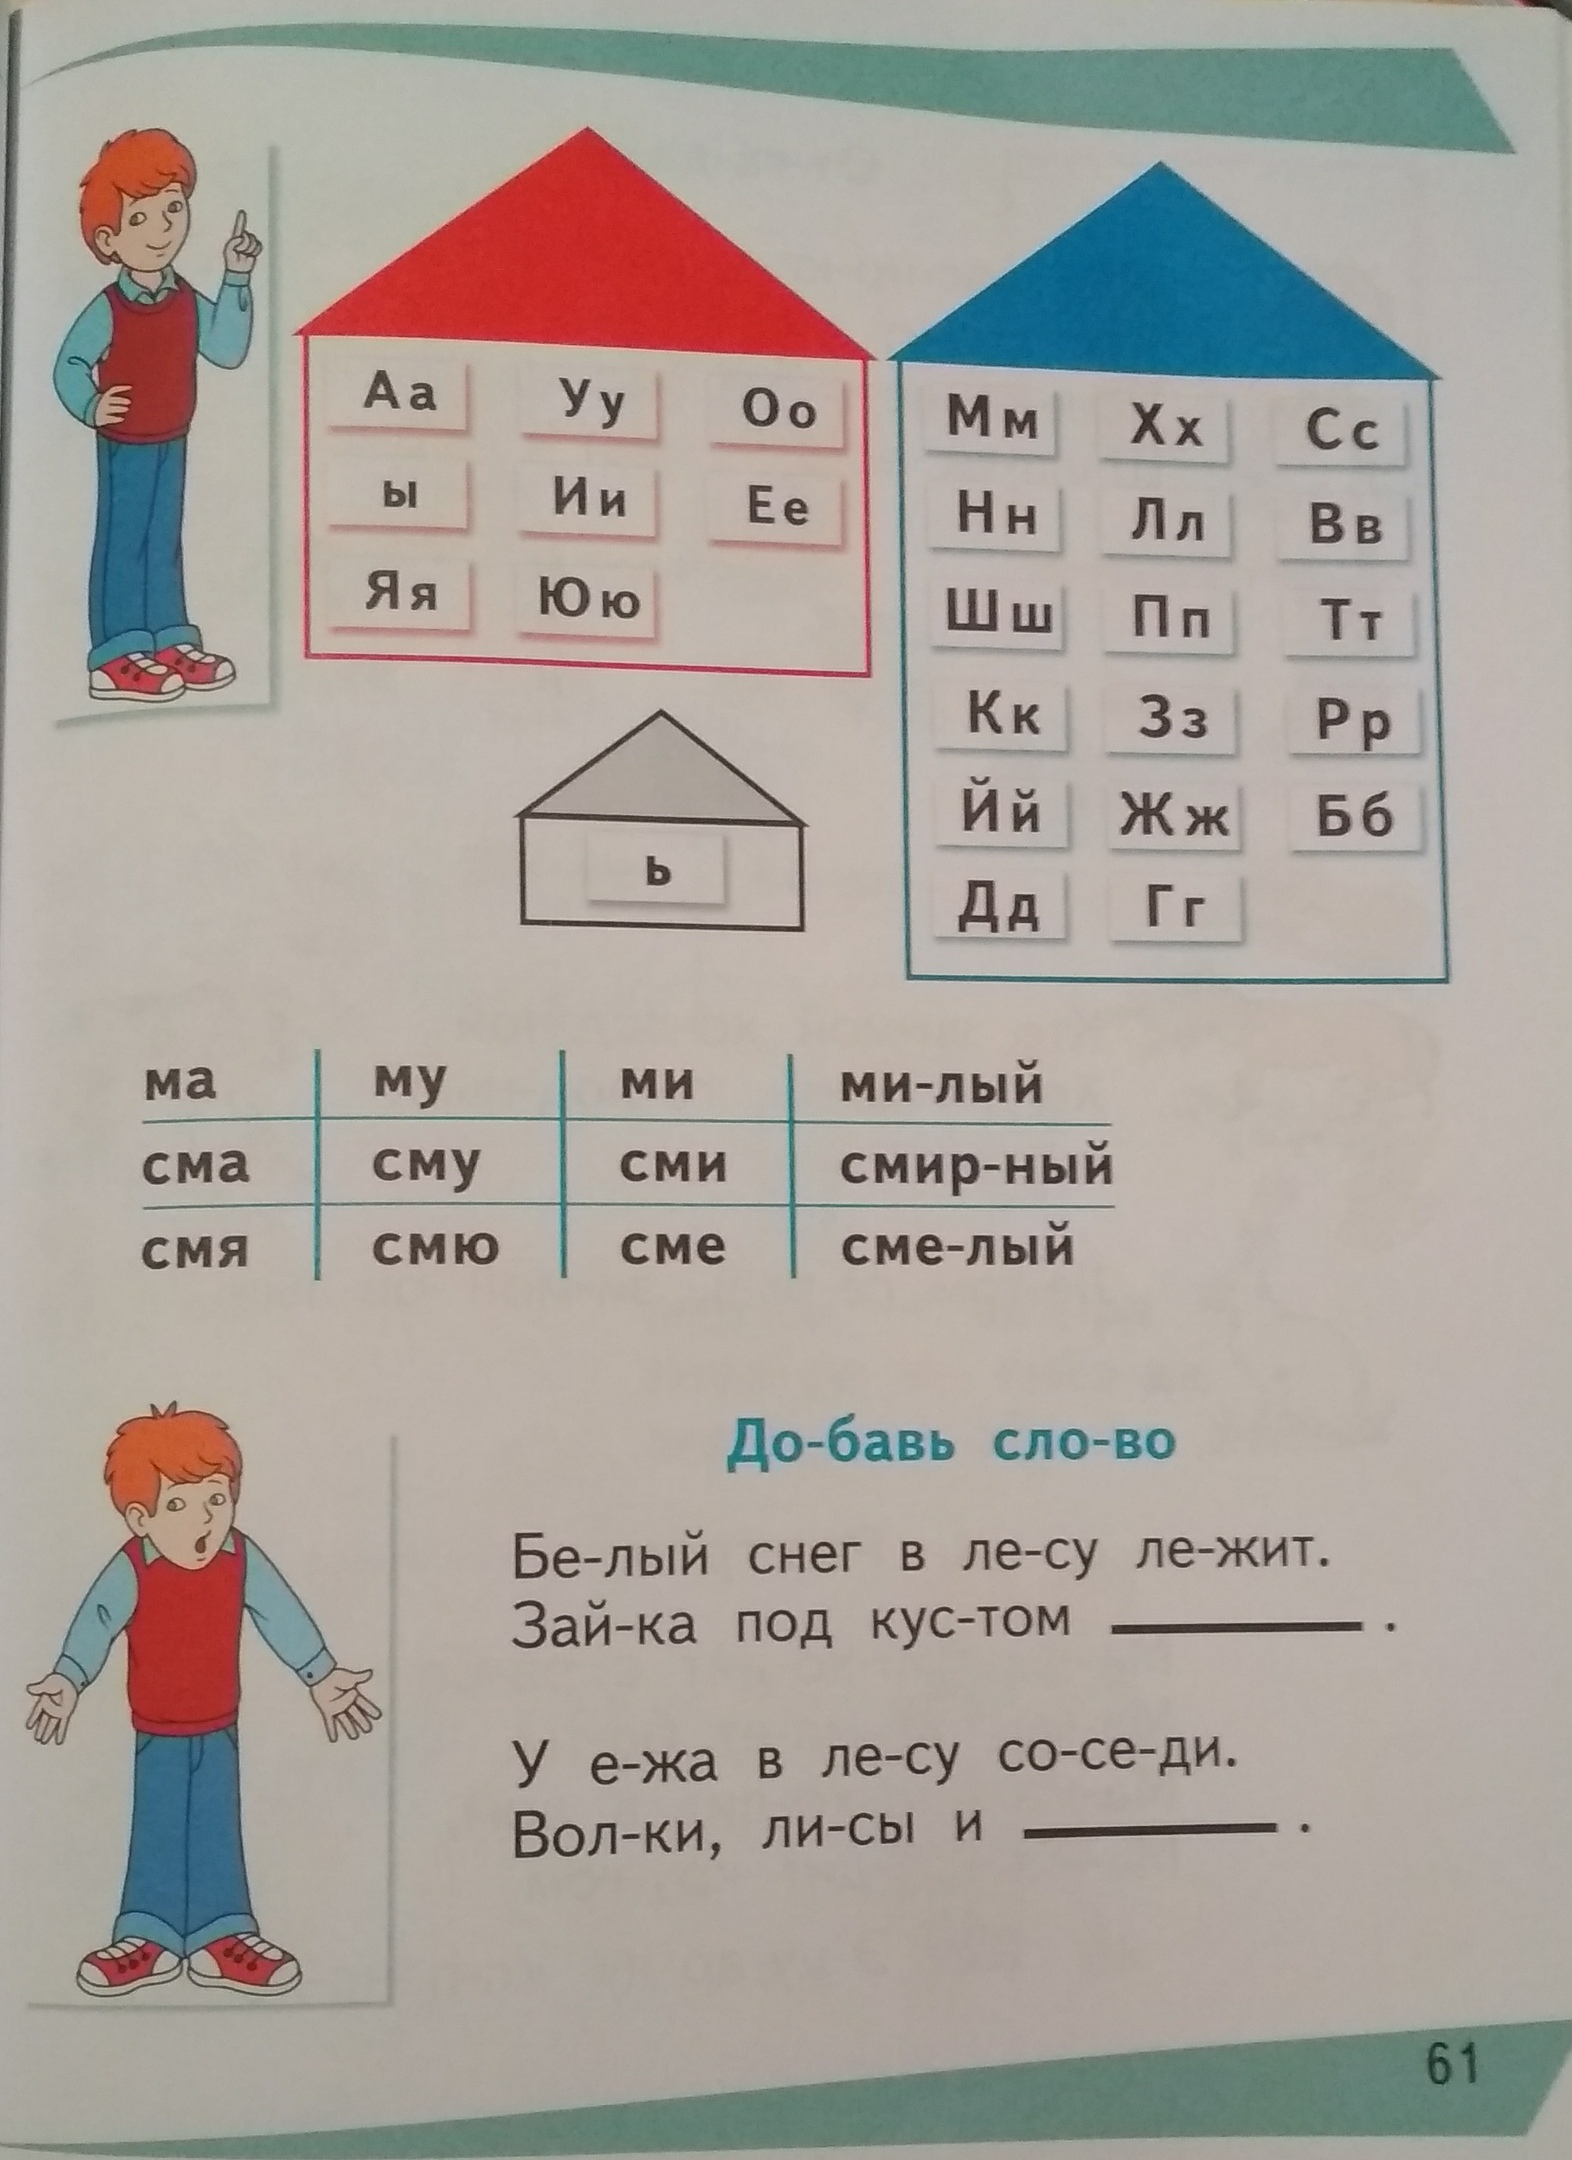 Аа Уу Оо
ы Ии Ее
Яя Юю
Мм Хх Сс
Нн Лл Вв
Шш Пп Тт
Кк Зз Рр
Йй Жж Бб
Дд Гг
ь
ма му ми ми-лый
сма сму сми смир-ный
смя смю сме сме-лый
До-бавь сло-во
Бе-лый снег в ле-су ле-жит.
Зай-ка под кус-том ______ .
У е-жа в ле-су со-се-ди.
Вол-ки, ли-сы и ______ .
61